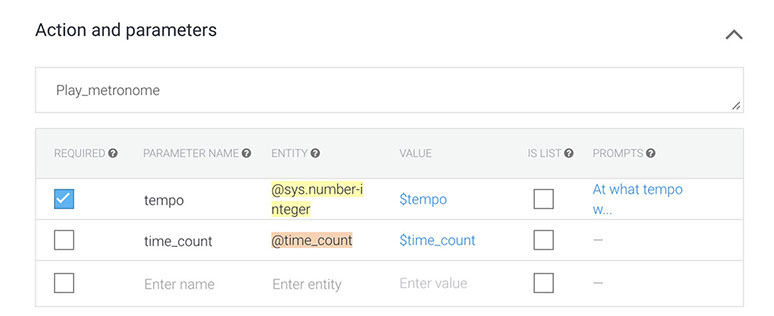 Action and parameters
Play_metronome
REQUIRED PARAMETER NAME ENTITY VALUE IS LIST PROMPTS
tempo @sys.number-i $tempo At what tempo
nteger w...
time_count @time_count $time_count —
Enter name Enter entity Enter value —